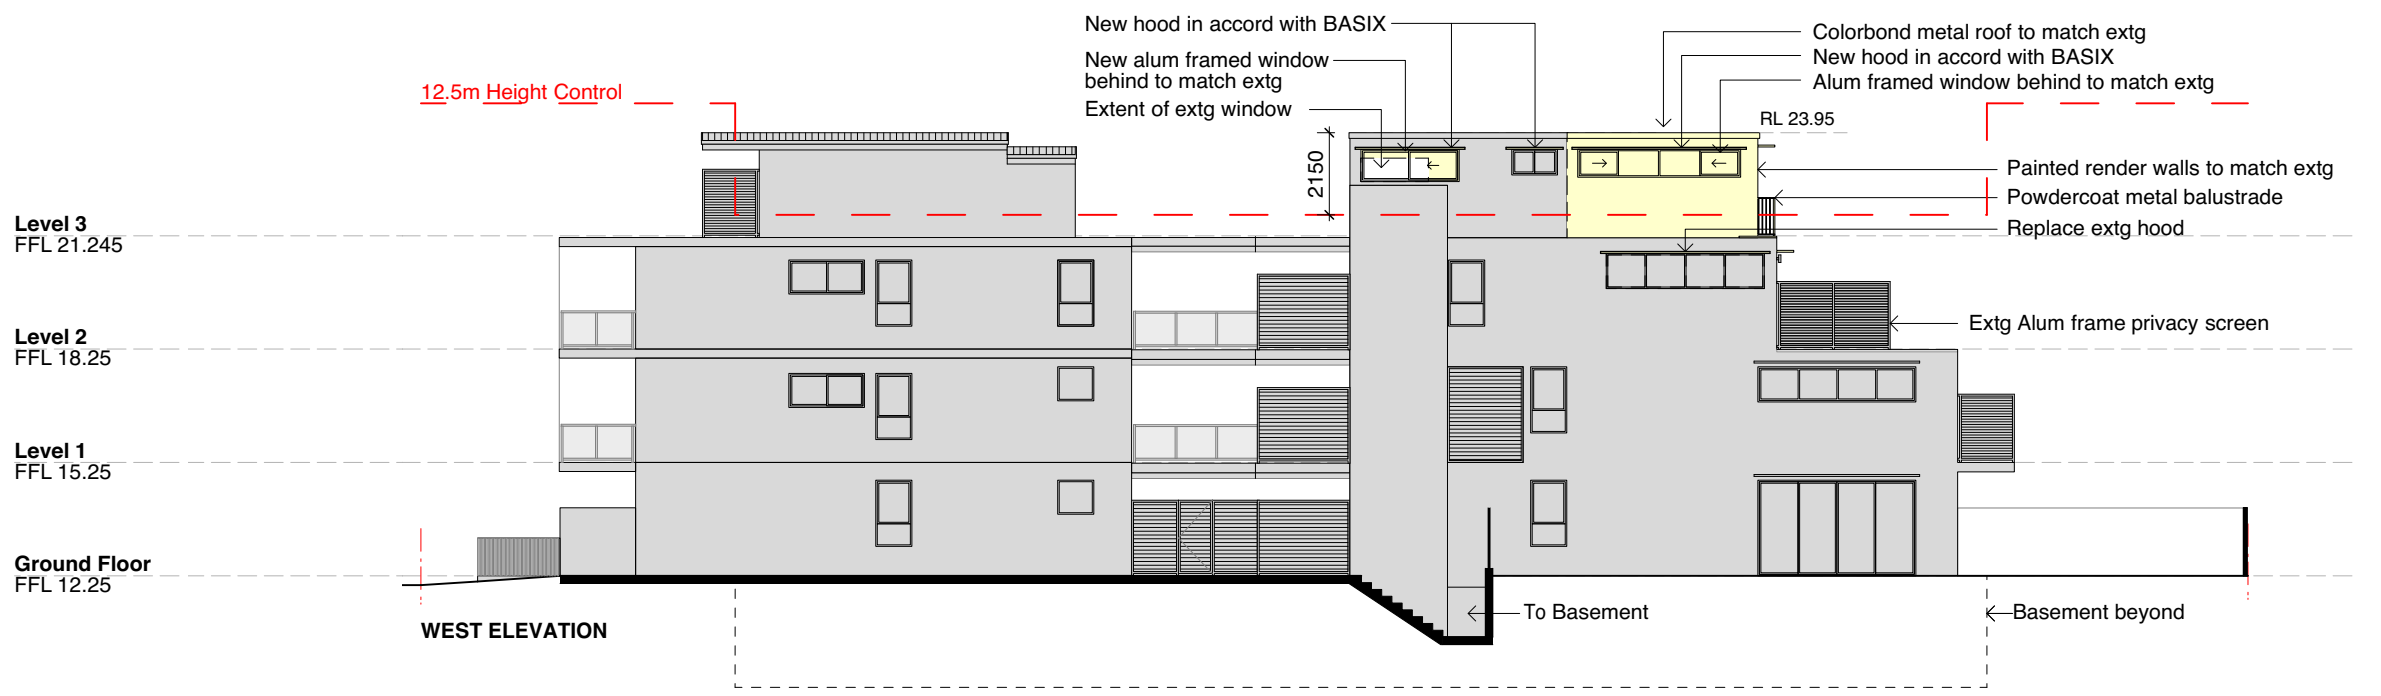 New hood in accord with BASIX
New alum framed window
behind to match extg
Extent of extg window
Colorbond metal roof to match extg
New hood in accord with BASIX
Alum framed window behind to match extg
12.5m Height Control
RL 23.95
2150
Painted render walls to match extg
Powdercoat metal balustrade
Replace extg hood
Level 3
FFL 21.245
Level 2
FFL 18.25
Extg Alum frame privacy screen
Level 1
FFL 15.25
Ground Floor
FFL 12.25
To Basement
Basement beyond
WEST ELEVATION